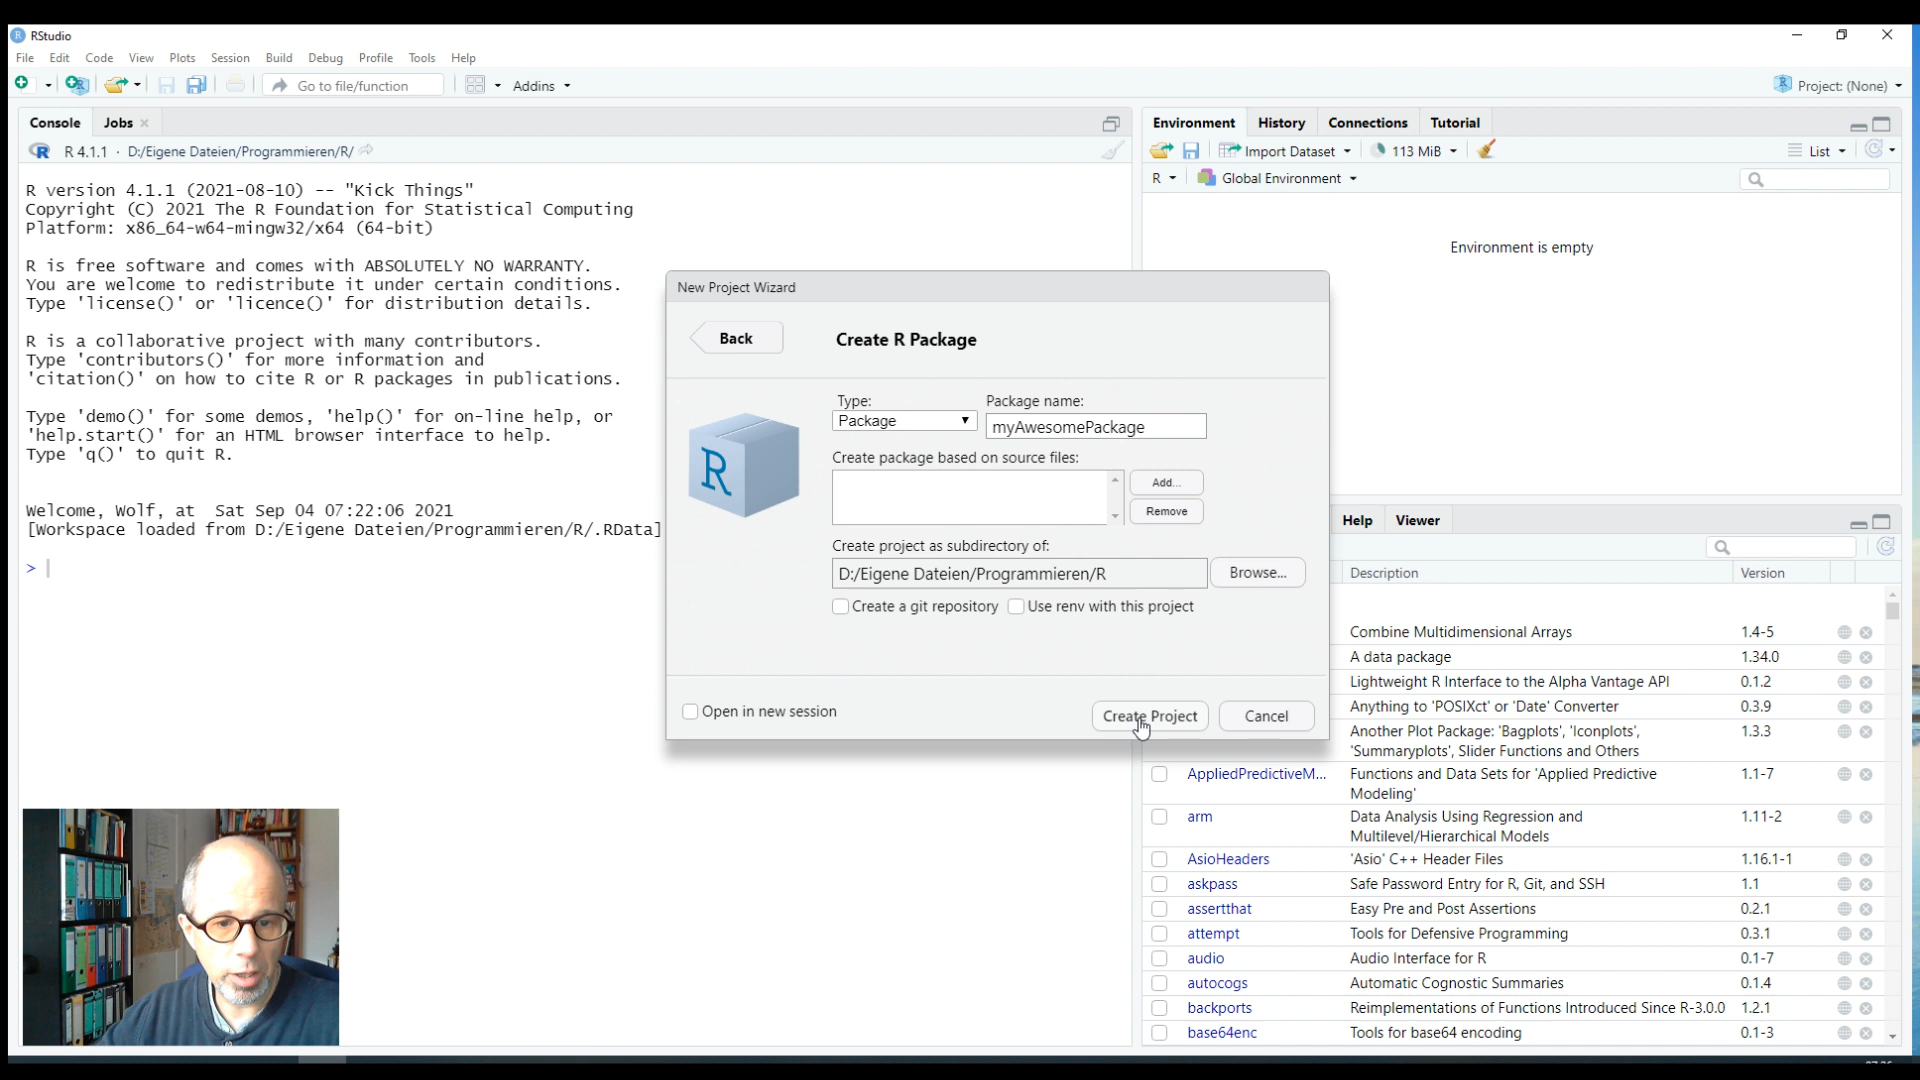 RStudio
File Edit Code View Plots Session Build Debug Profile Tools Help
Go to file/function Addins Project: (None)
Console Jobs
R 4.1.1 · D:/Eigene Dateien/Programmieren/R/
R version 4.1.1 (2021-08-10) -- "Kick Things"
Copyright (C) 2021 The R Foundation for Statistical Computing
Platform: x86_64-w64-mingw32/x64 (64-bit)
R is free software and comes with ABSOLUTELY NO WARRANTY.
You are welcome to redistribute it under certain conditions.
Type 'license()' or 'licence()' for distribution details.
R is a collaborative project with many contributors.
Type 'contributors()' for more information and
'citation()' on how to cite R or R packages in publications.
Type 'demo()' for some demos, 'help()' for on-line help, or
'help.start()' for an HTML browser interface to help.
Type 'q()' to quit R.
Welcome, Wolf, at Sat Sep 04 07:22:06 2021
[Workspace loaded from D:/Eigene Dateien/Programmieren/R/.RData]
>
New Project Wizard
Back Create R Package
Type: Package name:
Package myAwesomePackage
Create package based on source files:
Add...
Remove
R
Create project as subdirectory of:
D:/Eigene Dateien/Programmieren/R Browse...
Create a git repository Use renv with this project
Open in new session Create Project Cancel
Environment History Connections Tutorial
Import Dataset 113 MiB List
R Global Environment
Environment is empty
Help Viewer
Description Version
Combine Multidimensional Arrays 1.4-5
A data package 1.34.0
Lightweight R Interface to the Alpha Vantage API 0.1.2
Anything to 'POSIXct' or 'Date' Converter 0.3.9
Another Plot Package: 'Bagplots', 'Iconplots', 1.3.3
'Summaryplots', Slider Functions and Others
AppliedPredictiveM... Functions and Data Sets for 'Applied Predictive 1.1-7
Modeling'
arm Data Analysis Using Regression and 1.11-2
Multilevel/Hierarchical Models
AsioHeaders 'Asio' C++ Header Files 1.16.1-1
askpass Safe Password Entry for R, Git, and SSH 1.1
assertthat Easy Pre and Post Assertions 0.2.1
attempt Tools for Defensive Programming 0.3.1
audio Audio Interface for R 0.1-7
autocogs Automatic Cognostic Summaries 0.1.4
backports Reimplementations of Functions Introduced Since R-3.0.0 1.2.1
base64enc Tools for base64 encoding 0.1-3